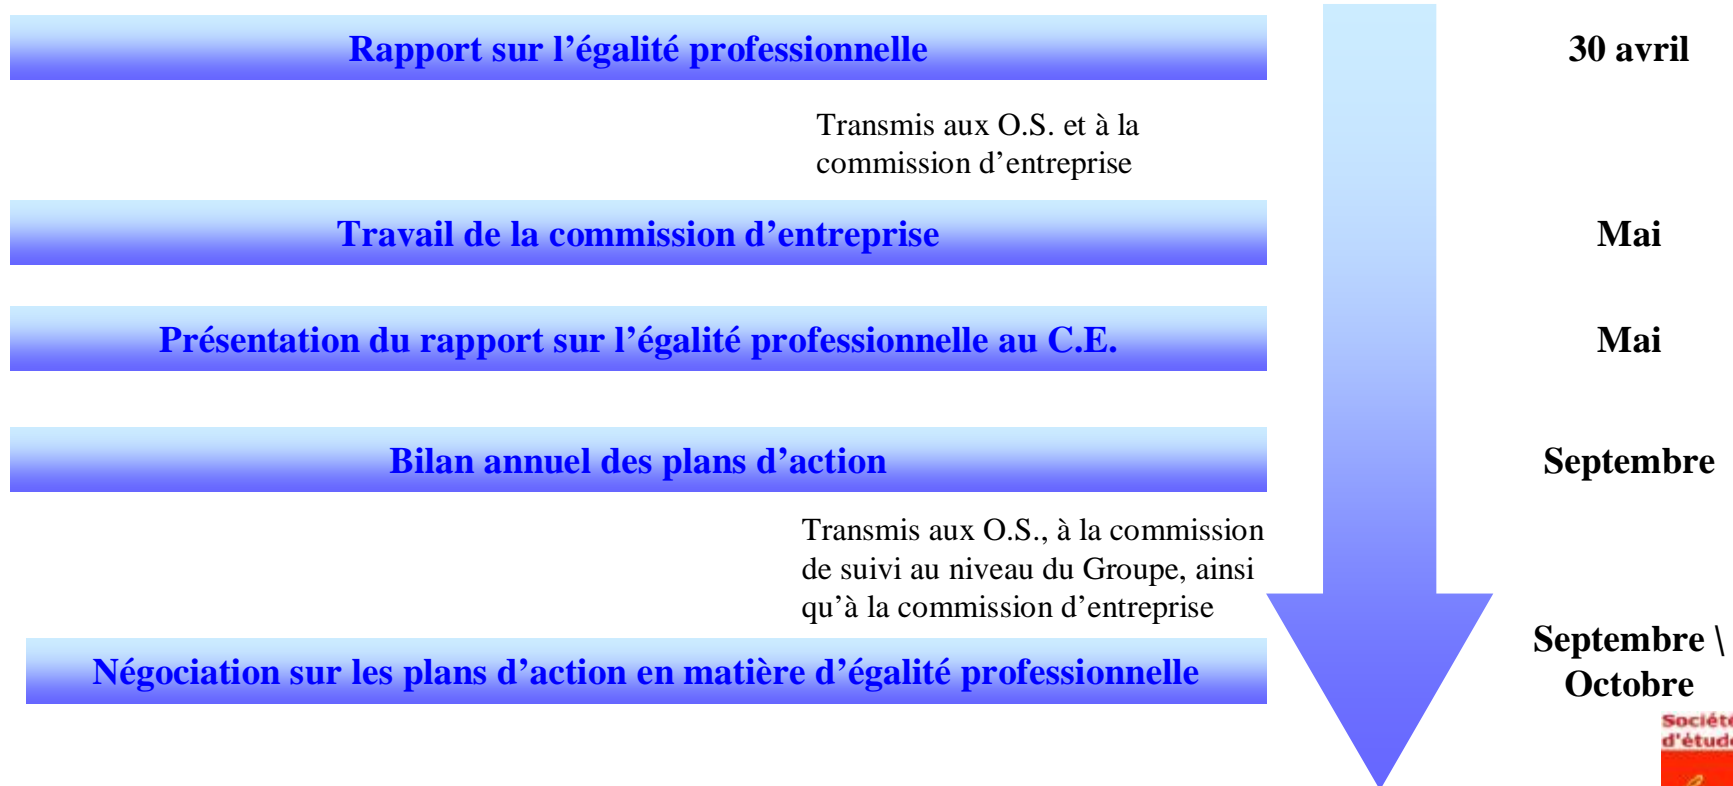 Rapport sur l’égalité professionnelle
30 avril
Transmis aux O.S. et à la
commission d’entreprise
Travail de la commission d’entreprise
Mai
Présentation du rapport sur l’égalité professionnelle au C.E.
Mai
Bilan annuel des plans d’action
Septembre
Transmis aux O.S., à la commission
de suivi au niveau du Groupe, ainsi
qu’à la commission d’entreprise
Négociation sur les plans d’action en matière d’égalité professionnelle
Septembre \
Octobre
Société
d'étude